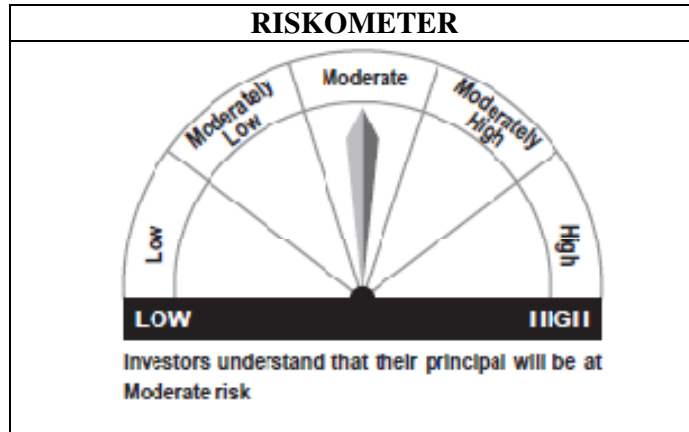 RISKOMETER
Moderate
Moderately
Low
Moderately
High
Low
High
LOW HIGH
Investors understand that their principal will be at
Moderate risk